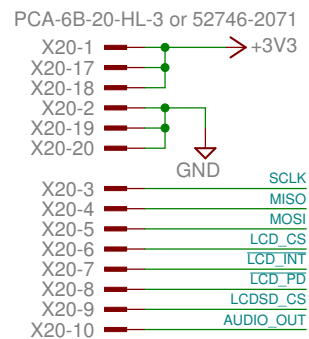 PCA-6B-20-HL-3 or 52746-2071
X20-1 +3V3
X20-17
X20-18
X20-2
X20-19
X20-20
GND
X20-3 SCLK
X20-4 MISO
X20-5 MOSI
X20-6 LCD_CS
X20-7 LCD_INT
X20-8 LCD_PD
X20-9 LCDSD_CS
X20-10 AUDIO_OUT